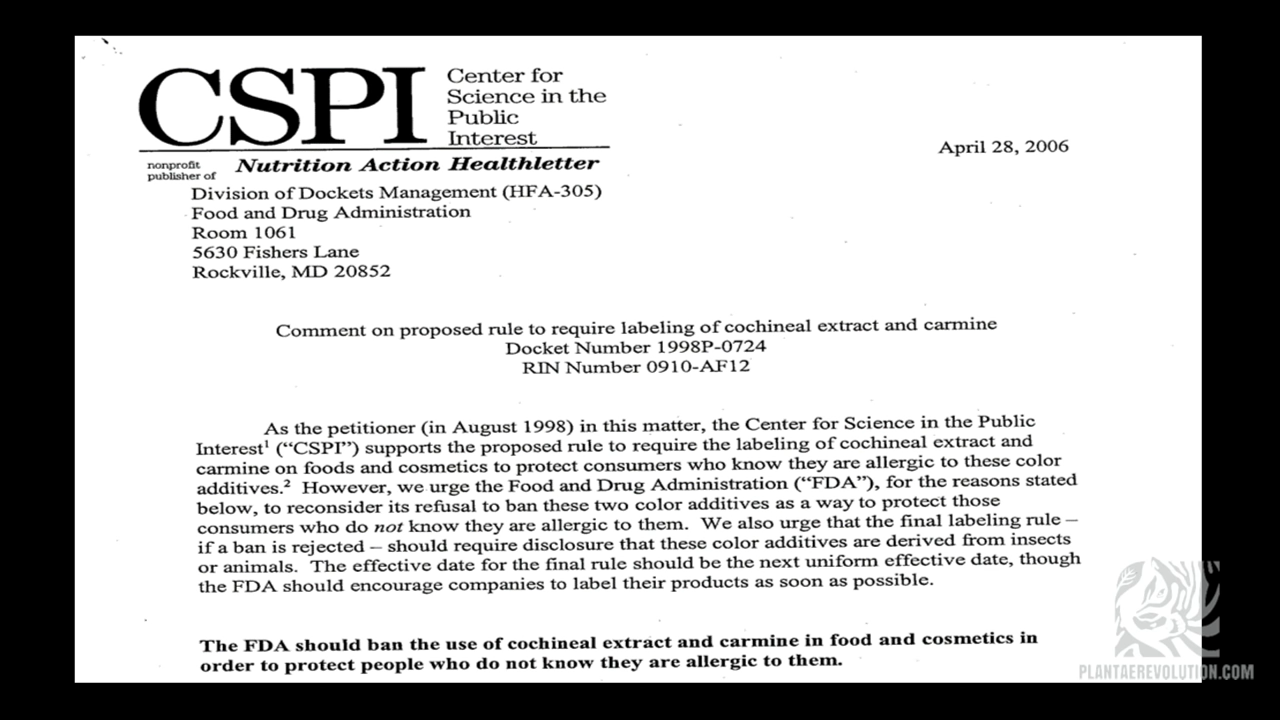 CSPI
Center for
Science in the
Public
Interest
nonprofit
publisher of
Nutrition Action Healthletter
April 28, 2006
Division of Dockets Management (HFA-305)
Food and Drug Administration
Room 1061
5630 Fishers Lane
Rockville, MD 20852
Comment on proposed rule to require labeling of cochineal extract and carmine
Docket Number 1998P-0724
RIN Number 0910-AF12
As the petitioner (in August 1998) in this matter, the Center for Science in the Public
Interest¹ (“CSPI”) supports the proposed rule to require the labeling of cochineal extract and
carmine on foods and cosmetics to protect consumers who know they are allergic to these color
additives.² However, we urge the Food and Drug Administration (“FDA”), for the reasons stated
below, to reconsider its refusal to ban these two color additives as a way to protect those
consumers who do not know they are allergic to them. We also urge that the final labeling rule –
if a ban is rejected – should require disclosure that these color additives are derived from insects
or animals. The effective date for the final rule should be the next uniform effective date, though
the FDA should encourage companies to label their products as soon as possible.
The FDA should ban the use of cochineal extract and carmine in food and cosmetics in
order to protect people who do not know they are allergic to them.
PLANTAEREVOLUTION.COM